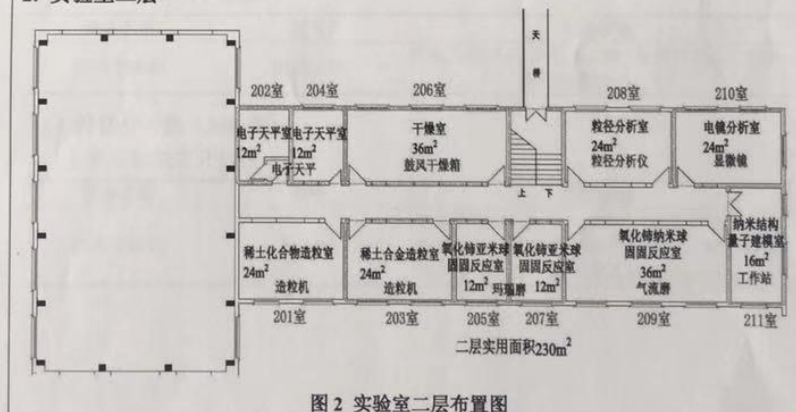 天
桥
202室
204室
206室
208室
210室
电子天平室
12m²
电子天平室
12m²
电子天平
干燥室
36m²
鼓风干燥箱
粒径分析室
24m²
粒径分析仪
电镜分析室
24m²
显微镜
上 下
稀土化合物造粒室
24m²
造粒机
稀土合金造粒室
24m²
造粒机
氧化铈亚米球
固固反应室
12m²
氧化铈亚米球
固固反应室
12m²
玛瑙磨
氧化铈纳米球
固固反应室
36m²
气流磨
纳米结构
量子建模室
16m²
工作站
201室
203室
205室
207室
209室
211室
二层实用面积230m²
图 2 实验室二层布置图